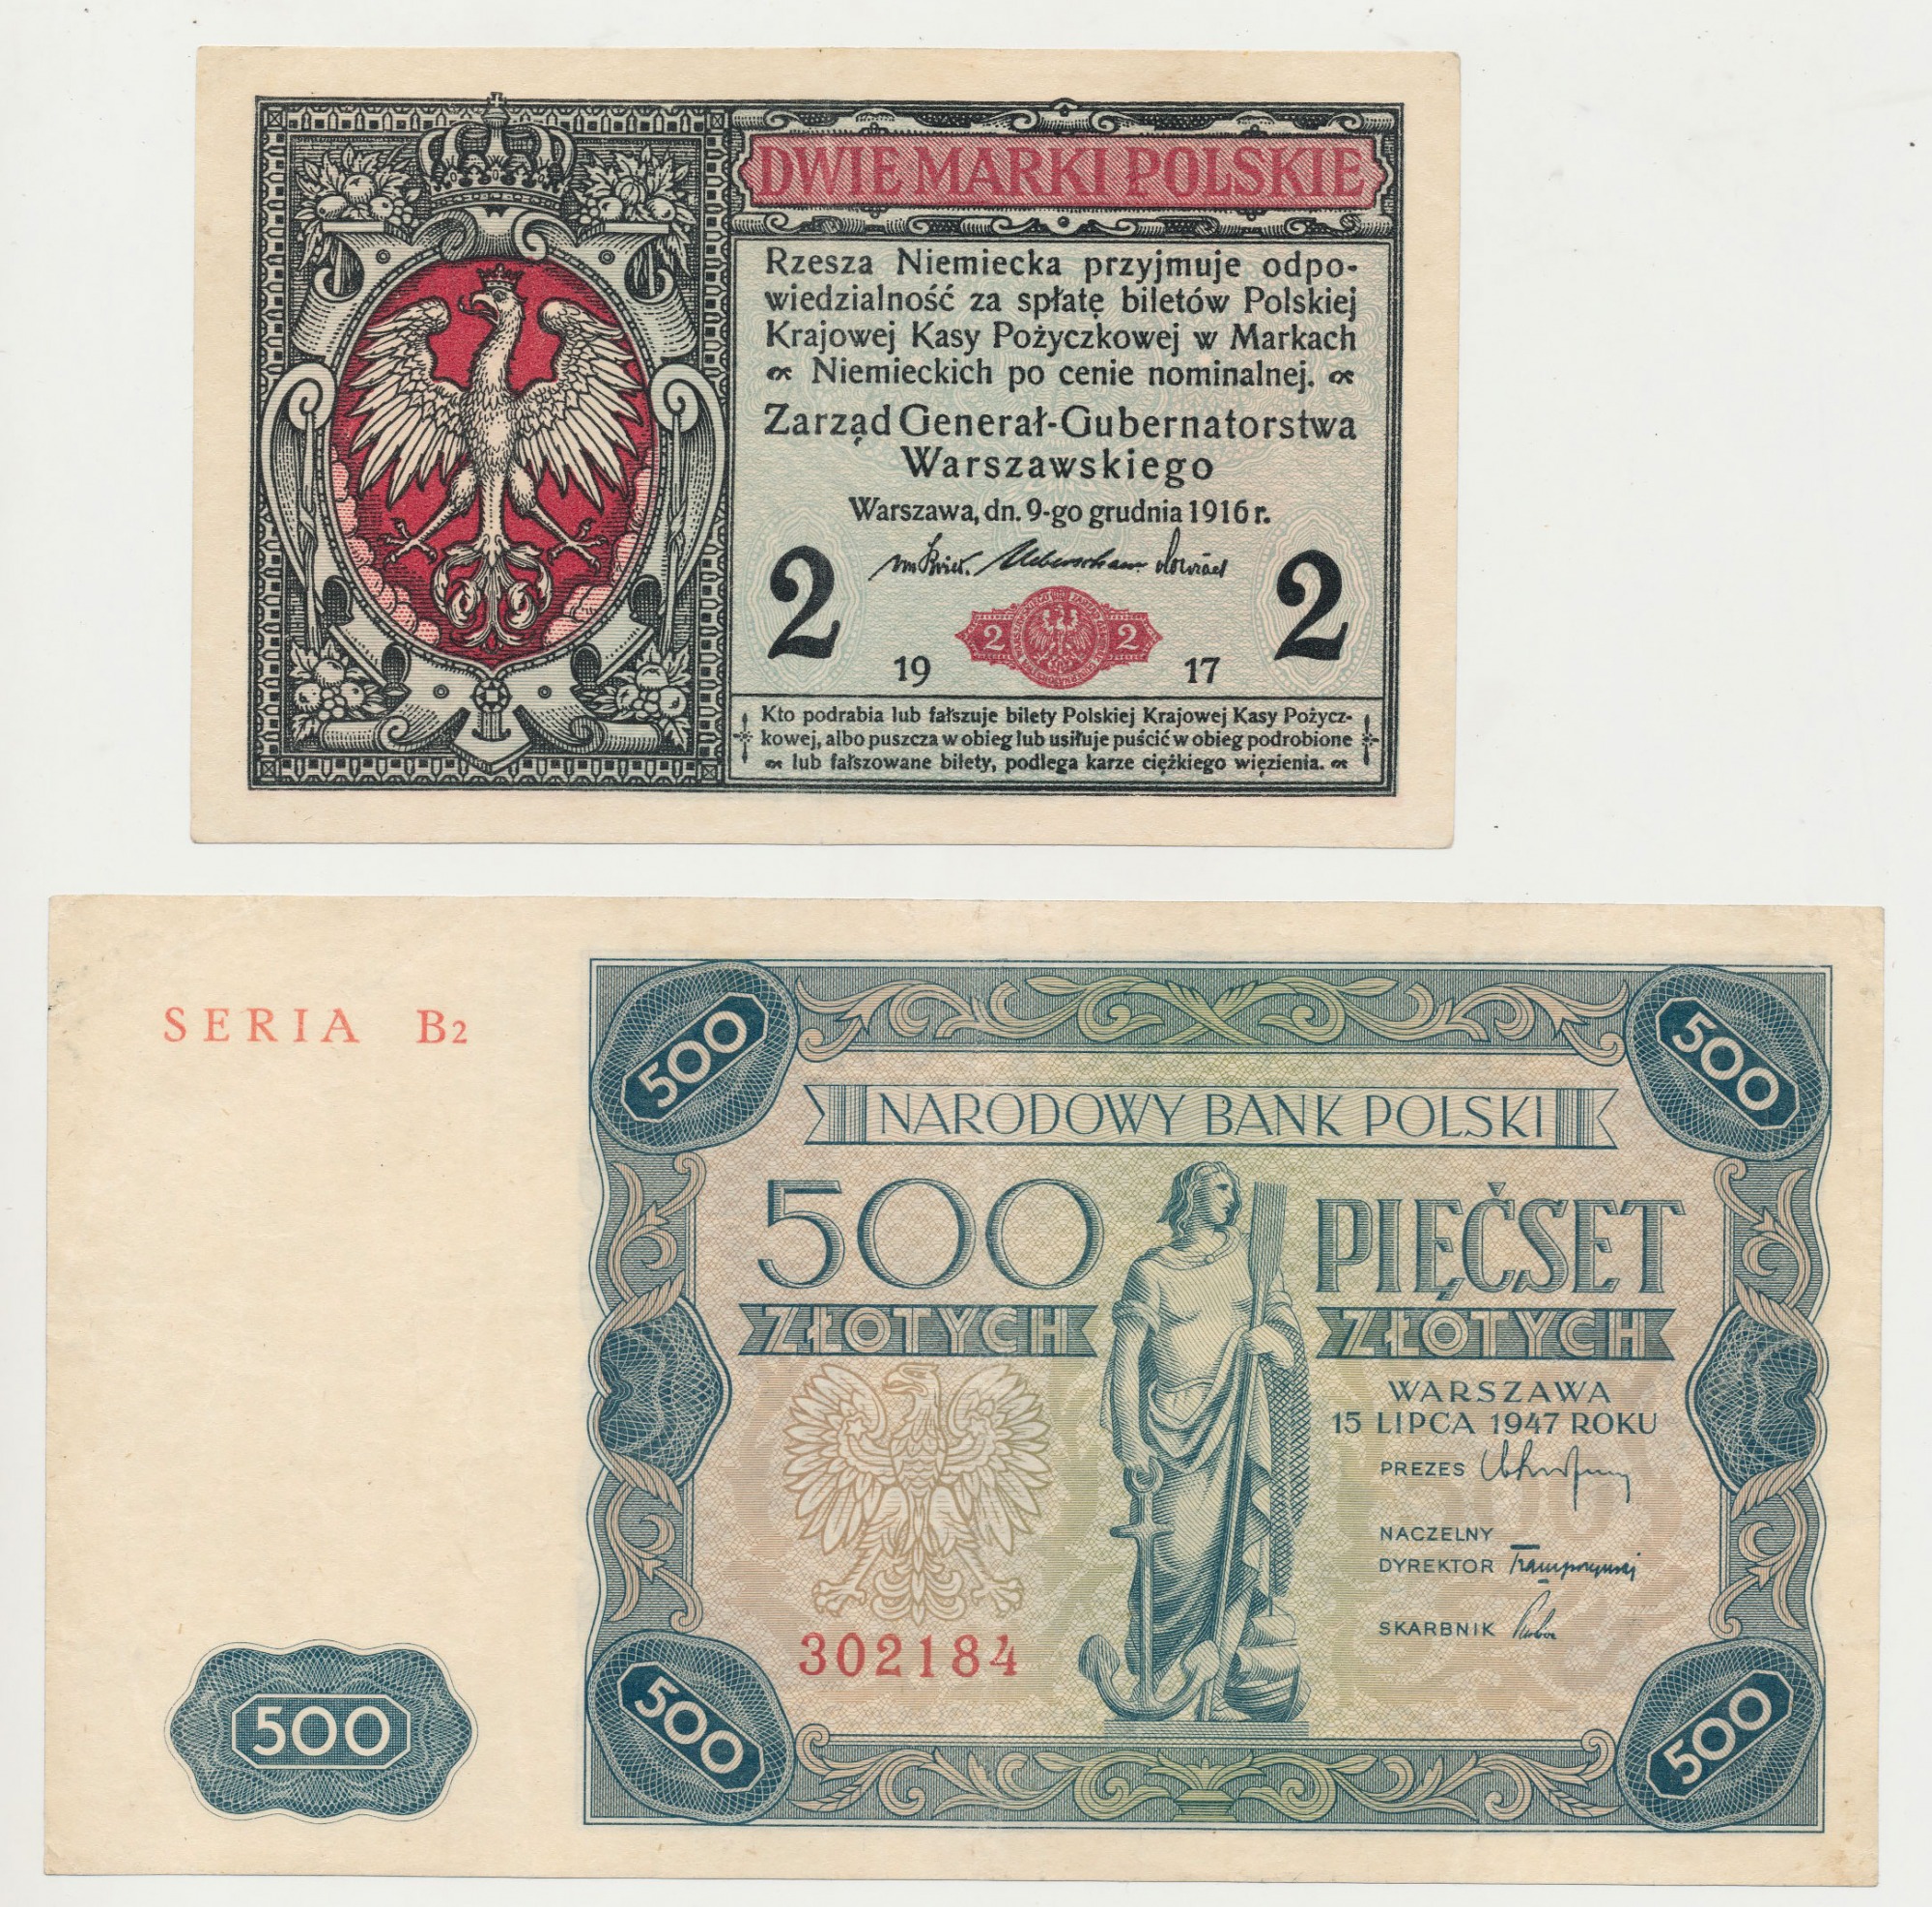 DWIE MARKI POLSKIE
Rzesza Niemiecka przyjmuje odpo-
wiedzialność za spłatę biletów Polskiej
Krajowej Kasy Pożyczkowej w Markach
Niemieckich po cenie nominalnej.
Zarząd Generał-Gubernatorstwa
Warszawskiego
Warszawa, dn. 9-go grudnia 1916 r.
2 2
2 2
19 17
Kto podrabia lub fałszuje bilety Polskiej Krajowej Kasy Pożycz-
kowej, albo puszcza w obieg lub usiłuje puścić w obieg podrobione
lub fałszowane bilety, podlega karze ciężkiego więzienia.
SERIA B2
500 500
NARODOWY BANK POLSKI
500 PIĘĆSET
ZŁOTYCH ZŁOTYCH
WARSZAWA
15 LIPCA 1947 ROKU
PREZES
500
NACZELNY
DYREKTOR
SKARBNIK
302184
500 500 500